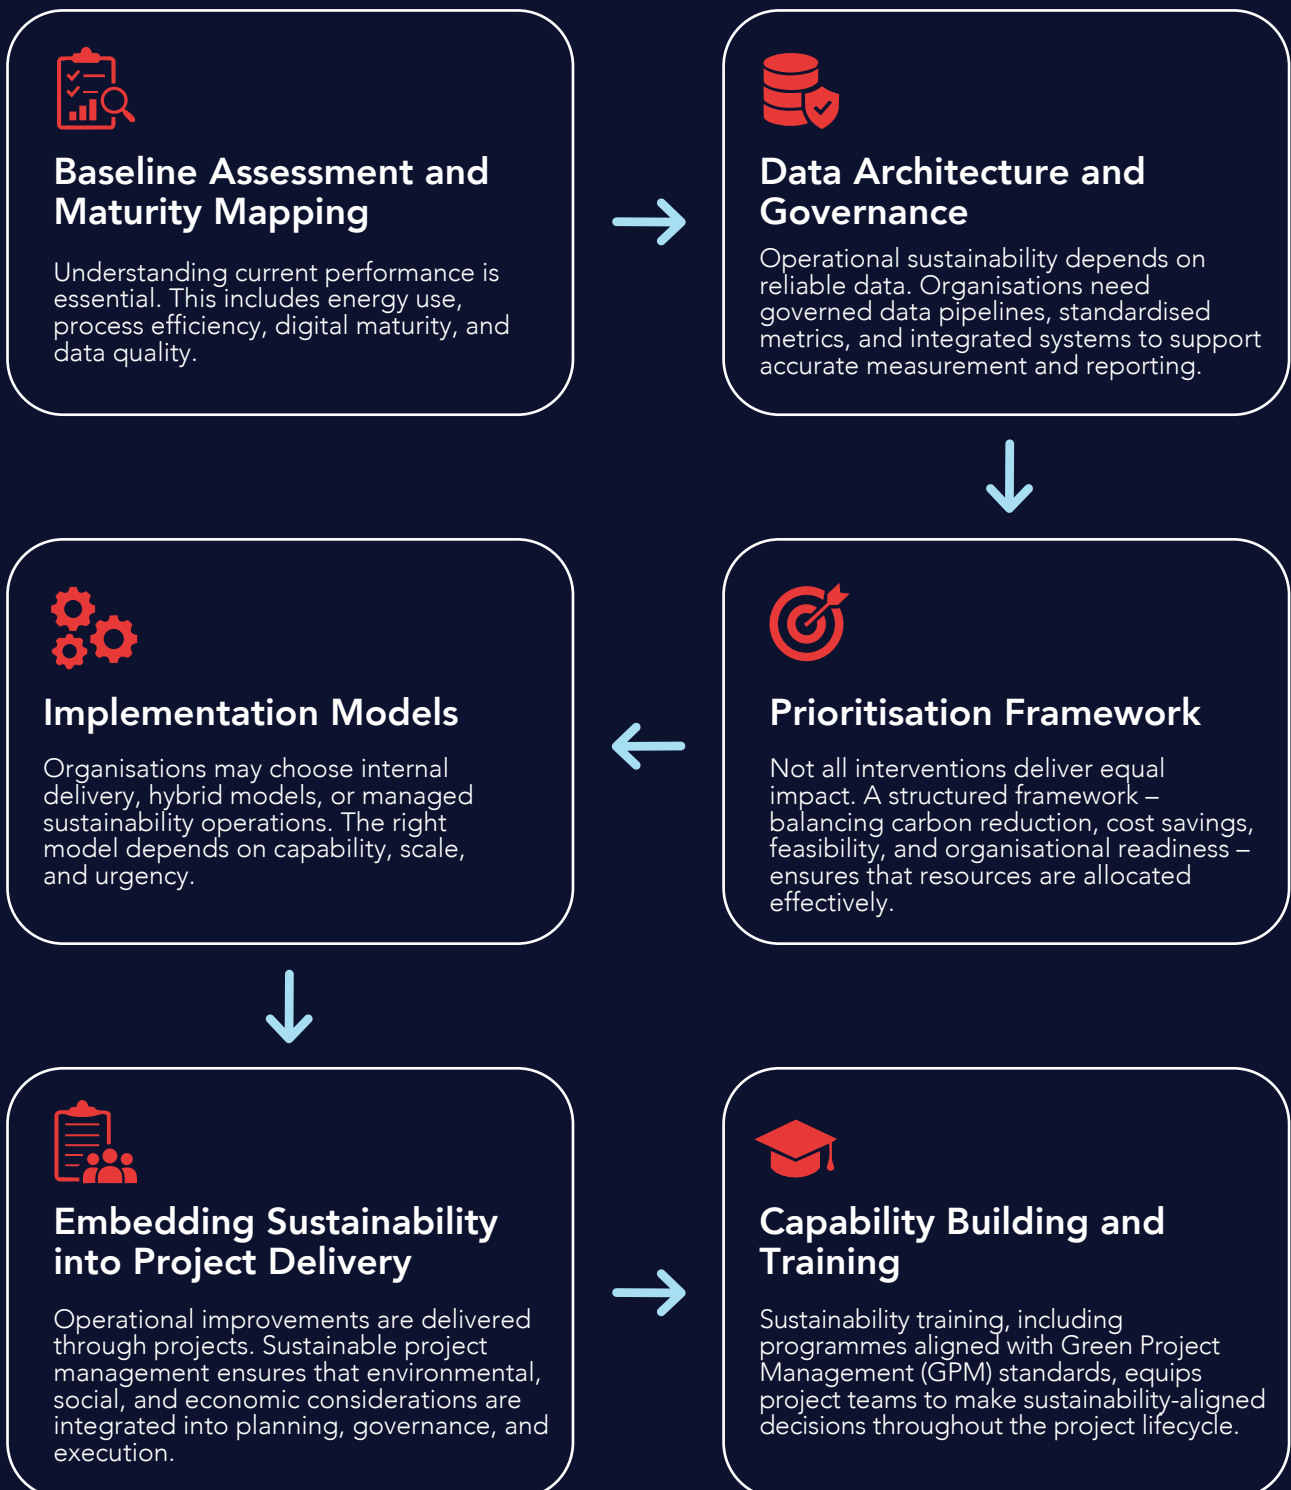 Baseline Assessment and
Maturity Mapping
Understanding current performance is
essential. This includes energy use,
process efficiency, digital maturity, and
data quality.
Data Architecture and
Governance
Operational sustainability depends on
reliable data. Organisations need
governed data pipelines, standardised
metrics, and integrated systems to support
accurate measurement and reporting.
Prioritisation Framework
Not all interventions deliver equal
impact. A structured framework –
balancing carbon reduction, cost savings,
feasibility, and organisational readiness –
ensures that resources are allocated
effectively.
Implementation Models
Organisations may choose internal
delivery, hybrid models, or managed
sustainability operations. The right
model depends on capability, scale,
and urgency.
Embedding Sustainability
into Project Delivery
Operational improvements are delivered
through projects. Sustainable project
management ensures that environmental,
social, and economic considerations are
integrated into planning, governance, and
execution.
Capability Building and
Training
Sustainability training, including
programmes aligned with Green Project
Management (GPM) standards, equips
project teams to make sustainability-aligned
decisions throughout the project lifecycle.